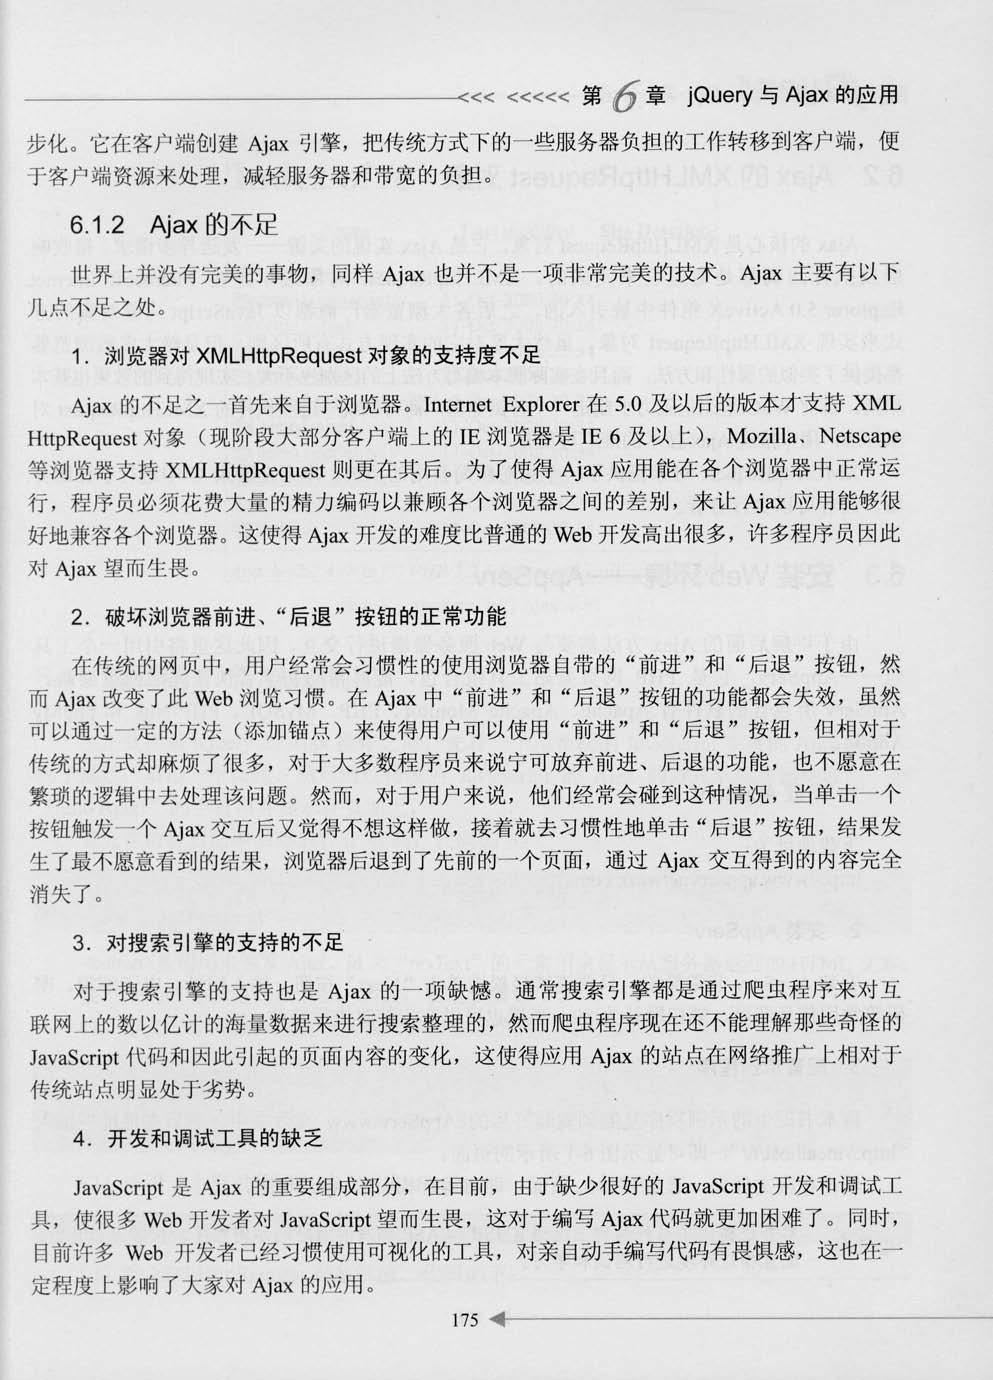 <<< <<<<< 第6章 jQuery 与 Ajax 的应用
步化。它在客户端创建 Ajax 引擎，把传统方式下的一些服务器负担的工作转移到客户端，便
于客户端资源来处理，减轻服务器和带宽的负担。
6.1.2 Ajax 的不足
世界上并没有完美的事物，同样 Ajax 也并不是一项非常完美的技术。Ajax 主要有以下
几点不足之处。
1．浏览器对 XMLHttpRequest 对象的支持度不足
Ajax 的不足之一首先来自于浏览器。Internet Explorer 在 5.0 及以后的版本才支持 XML
HttpRequest 对象（现阶段大部分客户端上的 IE 浏览器是 IE 6 及以上），Mozilla、Netscape
等浏览器支持 XMLHttpRequest 则更在其后。为了使得 Ajax 应用能在各个浏览器中正常运
行，程序员必须花费大量的精力编码以兼顾各个浏览器之间的差别，来让 Ajax 应用能够很
好地兼容各个浏览器。这使得 Ajax 开发的难度比普通的 Web 开发高出很多，许多程序员因此
对 Ajax 望而生畏。
2．破坏浏览器前进、“后退”按钮的正常功能
在传统的网页中，用户经常会习惯性的使用浏览器自带的“前进”和“后退”按钮，然
而 Ajax 改变了此 Web 浏览习惯。在 Ajax 中“前进”和“后退”按钮的功能都会失效，虽然
可以通过一定的方法（添加锚点）来使得用户可以使用“前进”和“后退”按钮，但相对于
传统的方式却麻烦了很多，对于大多数程序员来说宁可放弃前进、后退的功能，也不愿意在
繁琐的逻辑中去处理该问题。然而，对于用户来说，他们经常会碰到这种情况，当单击一个
按钮触发一个 Ajax 交互后又觉得不想这样做，接着就去习惯性地单击“后退”按钮，结果发
生了最不愿意看到的结果，浏览器后退到了先前的一个页面，通过 Ajax 交互得到的内容完全
消失了。
3．对搜索引擎的支持的不足
对于搜索引擎的支持也是 Ajax 的一项缺憾。通常搜索引擎都是通过爬虫程序来对互
联网上的数以亿计的海量数据来进行搜索整理的，然而爬虫程序现在还不能理解那些奇怪的
JavaScript 代码和因此引起的页面内容的变化，这使得应用 Ajax 的站点在网络推广上相对于
传统站点明显处于劣势。
4．开发和调试工具的缺乏
JavaScript 是 Ajax 的重要组成部分，在目前，由于缺少很好的 JavaScript 开发和调试工
具，使很多 Web 开发者对 JavaScript 望而生畏，这对于编写 Ajax 代码就更加困难了。同时，
目前许多 Web 开发者已经习惯使用可视化的工具，对亲自动手编写代码有畏惧感，这也在一
定程度上影响了大家对 Ajax 的应用。
175